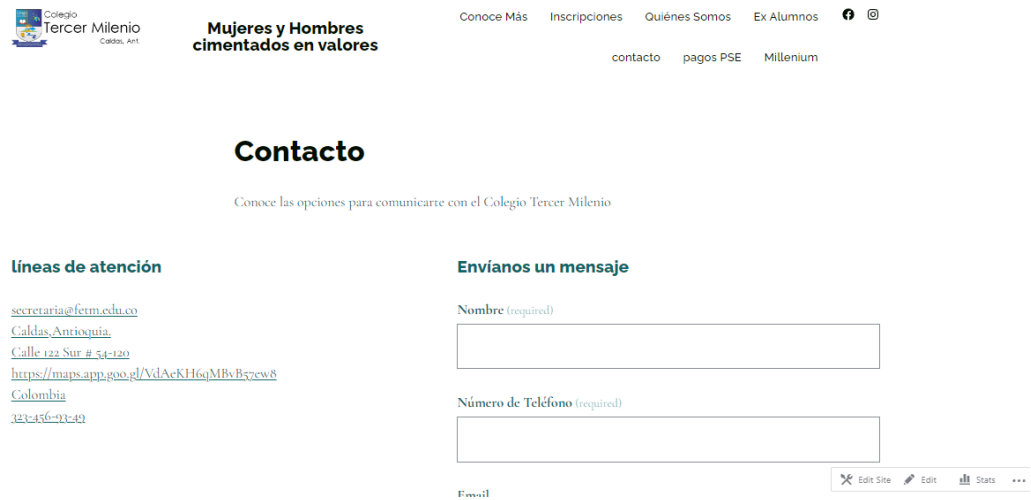 Colegio
Tercer Milenio
Caldas, Ant.
Mujeres y Hombres
cimentados en valores
Conoce Más Inscripciones Quiénes Somos Ex Alumnos
contacto pagos PSE Millenium
Contacto
Conoce las opciones para comunicarte con el Colegio Tercer Milenio
líneas de atención
secretaria@fetm.edu.co
Caldas,Antioquia.
Calle 122 Sur # 54-120
https://maps.app.goo.gl/VdAeKH6qMBvB57ew8
Colombia
323-456-93-49
Envíanos un mensaje
Nombre (required)
Número de Teléfono (required)
Email
Edit Site Edit Stats ...